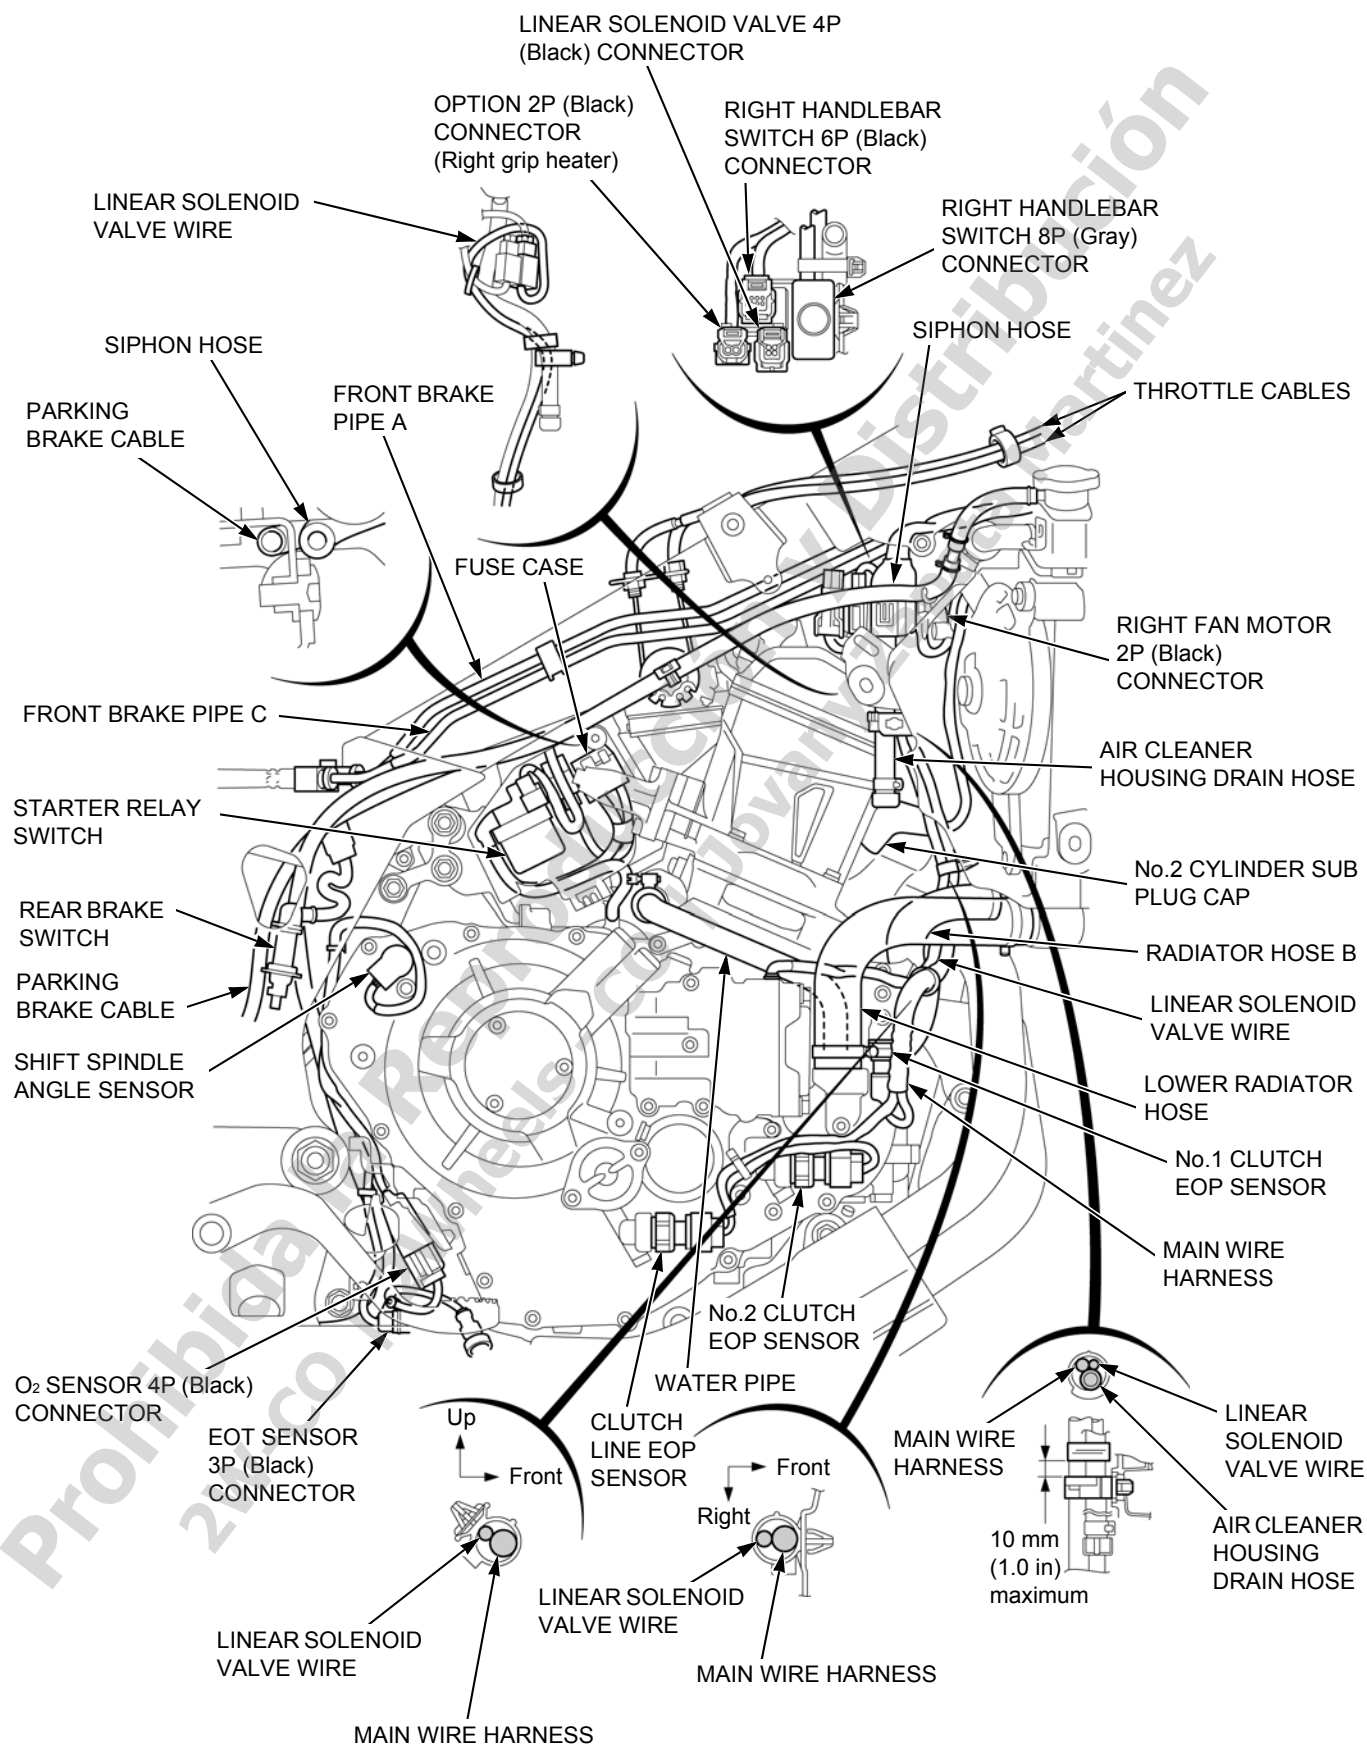 LINEAR SOLENOID VALVE 4P
(Black) CONNECTOR
OPTION 2P (Black)
CONNECTOR
(Right grip heater)
RIGHT HANDLEBAR
SWITCH 6P (Black)
CONNECTOR
LINEAR SOLENOID
VALVE WIRE
RIGHT HANDLEBAR
SWITCH 8P (Gray)
CONNECTOR
SIPHON HOSE
SIPHON HOSE
THROTTLE CABLES
FRONT BRAKE
PIPE A
PARKING
BRAKE CABLE
FUSE CASE
RIGHT FAN MOTOR
2P (Black)
CONNECTOR
FRONT BRAKE PIPE C
AIR CLEANER
HOUSING DRAIN HOSE
STARTER RELAY
SWITCH
No.2 CYLINDER SUB
PLUG CAP
REAR BRAKE
SWITCH
RADIATOR HOSE B
PARKING
BRAKE CABLE
LINEAR SOLENOID
VALVE WIRE
SHIFT SPINDLE
ANGLE SENSOR
LOWER RADIATOR
HOSE
No.1 CLUTCH
EOP SENSOR
MAIN WIRE
HARNESS
No.2 CLUTCH
EOP SENSOR
WATER PIPE
O2 SENSOR 4P (Black)
CONNECTOR
CLUTCH
LINE EOP
SENSOR
EOT SENSOR
3P (Black)
CONNECTOR
Up
Front
Front
Right
MAIN WIRE
HARNESS
LINEAR
SOLENOID
VALVE WIRE
10 mm
(1.0 in)
maximum
AIR CLEANER
HOUSING
DRAIN HOSE
LINEAR SOLENOID
VALVE WIRE
LINEAR SOLENOID
VALVE WIRE
MAIN WIRE HARNESS
MAIN WIRE HARNESS
Prohibida la Reproducción y Distribución